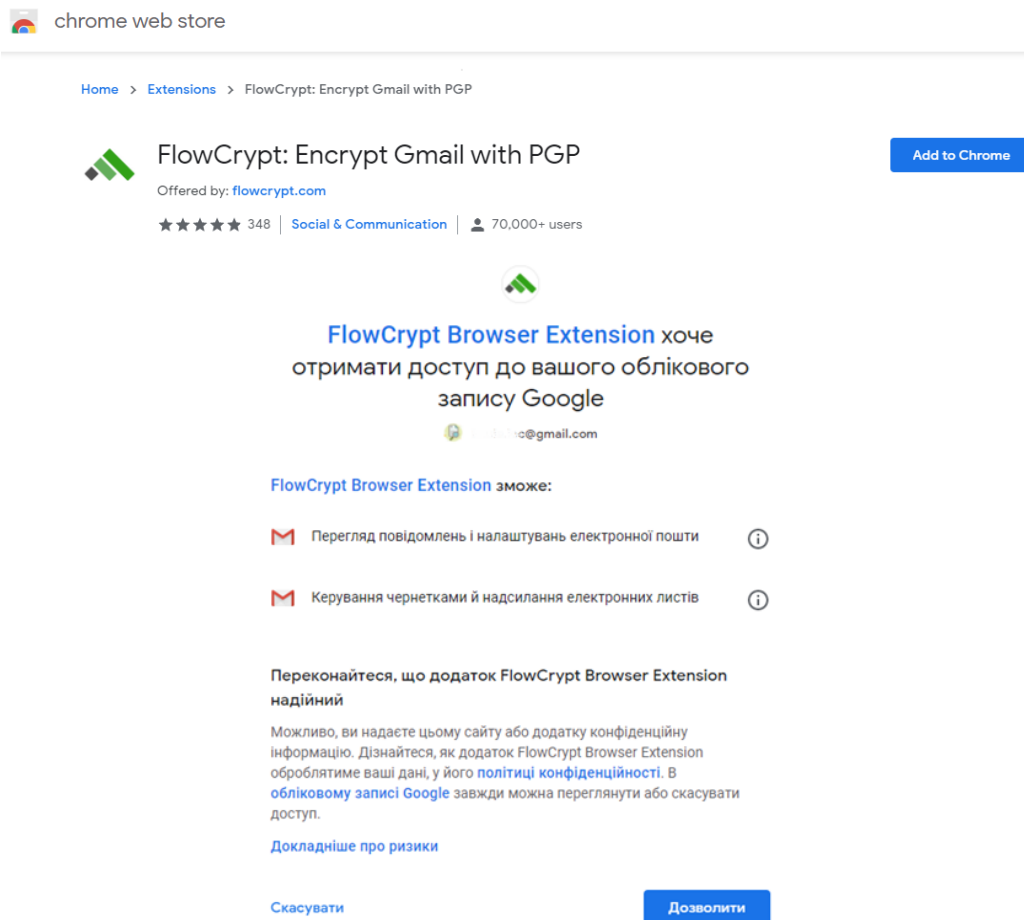 chrome web store
Home > Extensions > FlowCrypt: Encrypt Gmail with PGP
FlowCrypt: Encrypt Gmail with PGP
Add to Chrome
Offered by: flowcrypt.com
348 Social & Communication 70,000+ users
FlowCrypt Browser Extension хоче
отримати доступ до вашого облікового
запису Google
c@gmail.com
FlowCrypt Browser Extension зможе:
Перегляд повідомлень і налаштувань електронної пошти
Керування чернетками й надсилання електронних листів
Переконайтеся, що додаток FlowCrypt Browser Extension
надійний
Можливо, ви надаєте цьому сайту або додатку конфіденційну
інформацію. Дізнайтеся, як додаток FlowCrypt Browser Extension
оброблятиме ваші дані, у його політиці конфіденційності. В
обліковому записі Google завжди можна переглянути або скасувати
доступ.
Докладніше про ризики
Скасувати
Дозволити